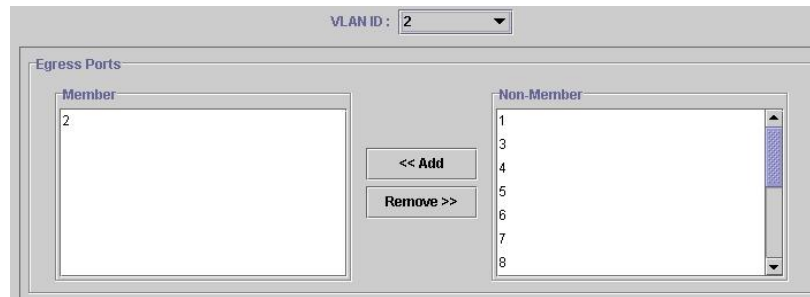 VLAN ID : 2
Egress Ports
Member
2
<< Add
Remove >>
Non-Member
1
3
4
5
6
7
8